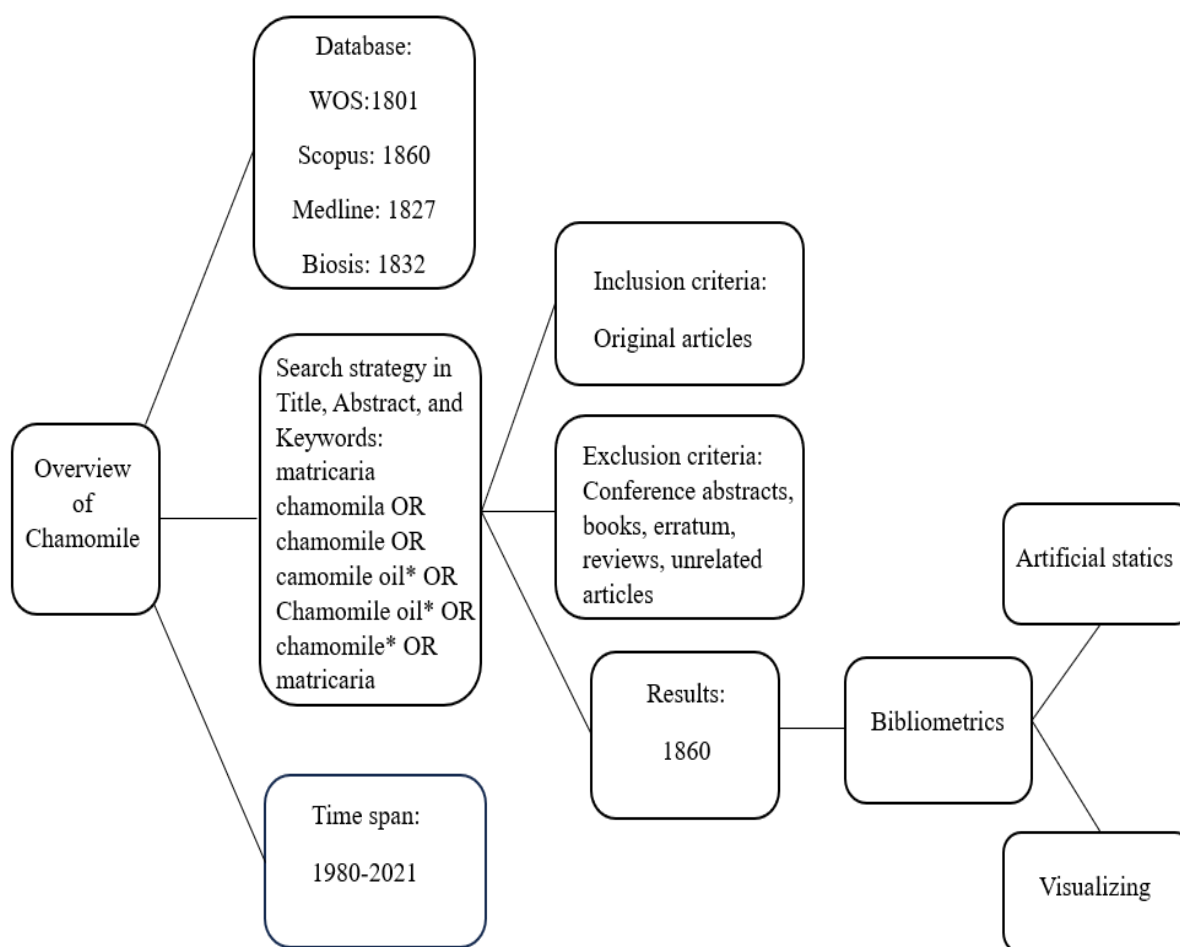 Overview
of
Chamomile
Database:
WOS:1801
Scopus: 1860
Medline: 1827
Biosis: 1832
Search strategy in
Title, Abstract, and
Keywords:
matricaria
chamomila OR
chamomile OR
camomile oil* OR
Chamomile oil* OR
chamomile* OR
matricaria
Time span:
1980-2021
Inclusion criteria:
Original articles
Exclusion criteria:
Conference abstracts,
books, erratum,
reviews, unrelated
articles
Results:
1860
Bibliometrics
Artificial statics
Visualizing